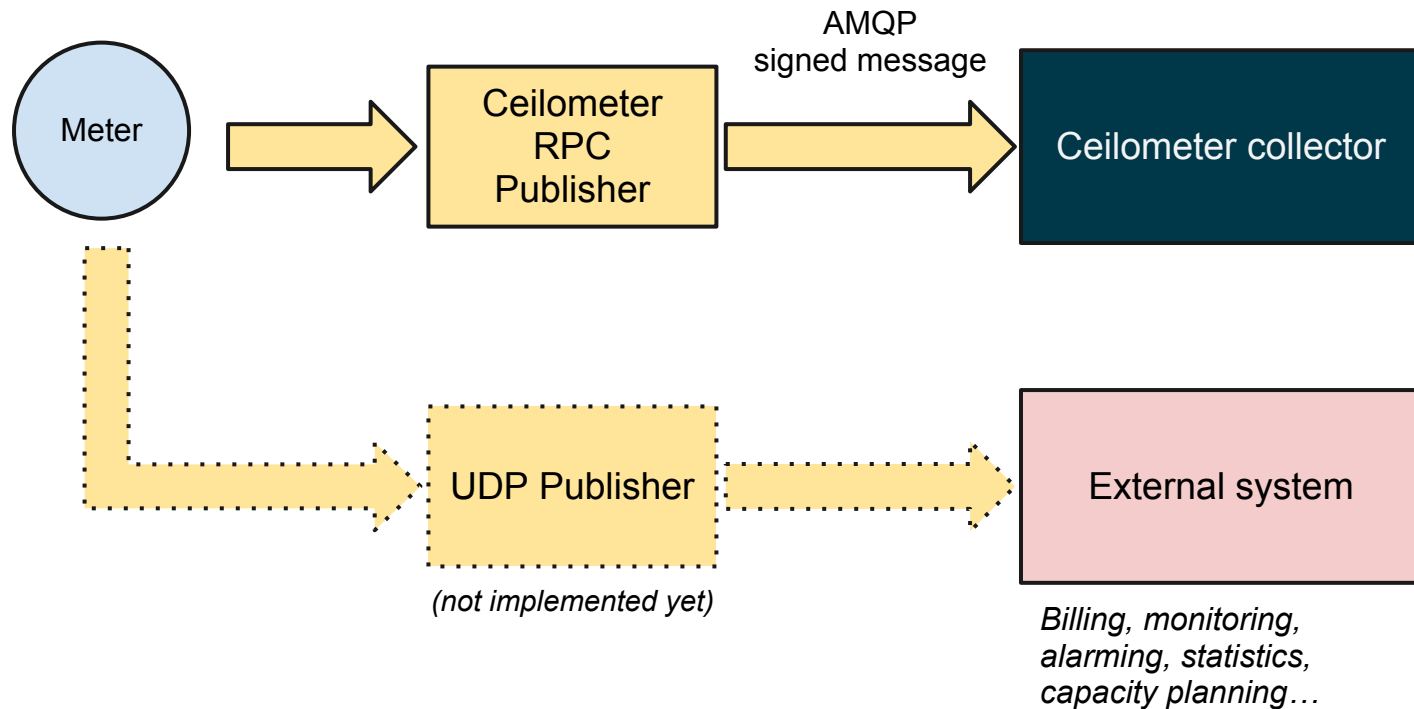 AMQP
signed message
Meter
Ceilometer
RPC
Publisher
Ceilometer collector
UDP Publisher
(not implemented yet)
External system
Billing, monitoring,
alarming, statistics,
capacity planning…